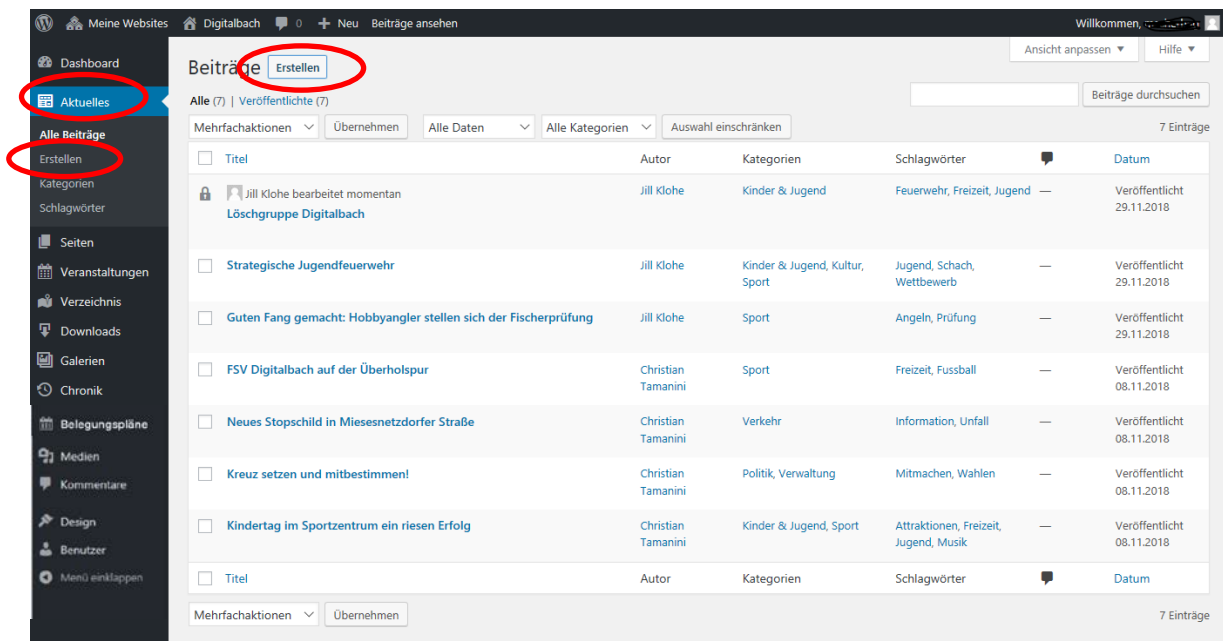 Meine Websites Digitalbach 0 + Neu Beiträge ansehen Willkommen,
Dashboard
Aktuelles
Alle Beiträge
Erstellen
Kategorien
Schlagwörter
Seiten
Veranstaltungen
Verzeichnis
Downloads
Galerien
Chronik
Belegungspläne
Medien
Kommentare
Design
Benutzer
Menü einklappen
Ansicht anpassen Hilfe
Beiträge Erstellen
Alle (7) | Veröffentlichte (7)
Beiträge durchsuchen
Mehrfachaktionen Übernehmen Alle Daten Alle Kategorien Auswahl einschränken 7 Einträge
Titel Autor Kategorien Schlagwörter Datum
Jill Klohe bearbeitet momentan Jill Klohe Kinder & Jugend Feuerwehr, Freizeit, Jugend — Veröffentlicht
Löschgruppe Digitalbach 29.11.2018
Strategische Jugendfeuerwehr Jill Klohe Kinder & Jugend, Kultur, Jugend, Schach, — Veröffentlicht
Sport Wettbewerb 29.11.2018
Guten Fang gemacht: Hobbyangler stellen sich der Fischerprüfung Jill Klohe Sport Angeln, Prüfung — Veröffentlicht
29.11.2018
FSV Digitalbach auf der Überholspur Christian Sport Freizeit, Fussball — Veröffentlicht
Tamanini 08.11.2018
Neues Stopschild in Miesesnetzdorfer Straße Christian Verkehr Information, Unfall — Veröffentlicht
Tamanini 08.11.2018
Kreuz setzen und mitbestimmen! Christian Politik, Verwaltung Mitmachen, Wahlen — Veröffentlicht
Tamanini 08.11.2018
Kindertag im Sportzentrum ein riesen Erfolg Christian Kinder & Jugend, Sport Attraktionen, Freizeit, — Veröffentlicht
Tamanini Jugend, Musik 08.11.2018
Titel Autor Kategorien Schlagwörter Datum
Mehrfachaktionen Übernehmen 7 Einträge